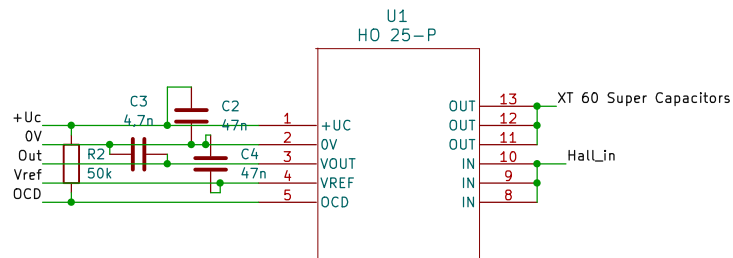 U1
HO 25-P
C3
4,7n
C2
47n
+Uc
0V
Out
Vref
OCD
R2
50k
C4
47n
1
2
3
4
5
+UC
0V
VOUT
VREF
OCD
OUT
OUT
OUT
IN
IN
IN
13
12
11
10
9
8
XT 60 Super Capacitors
Hall_in